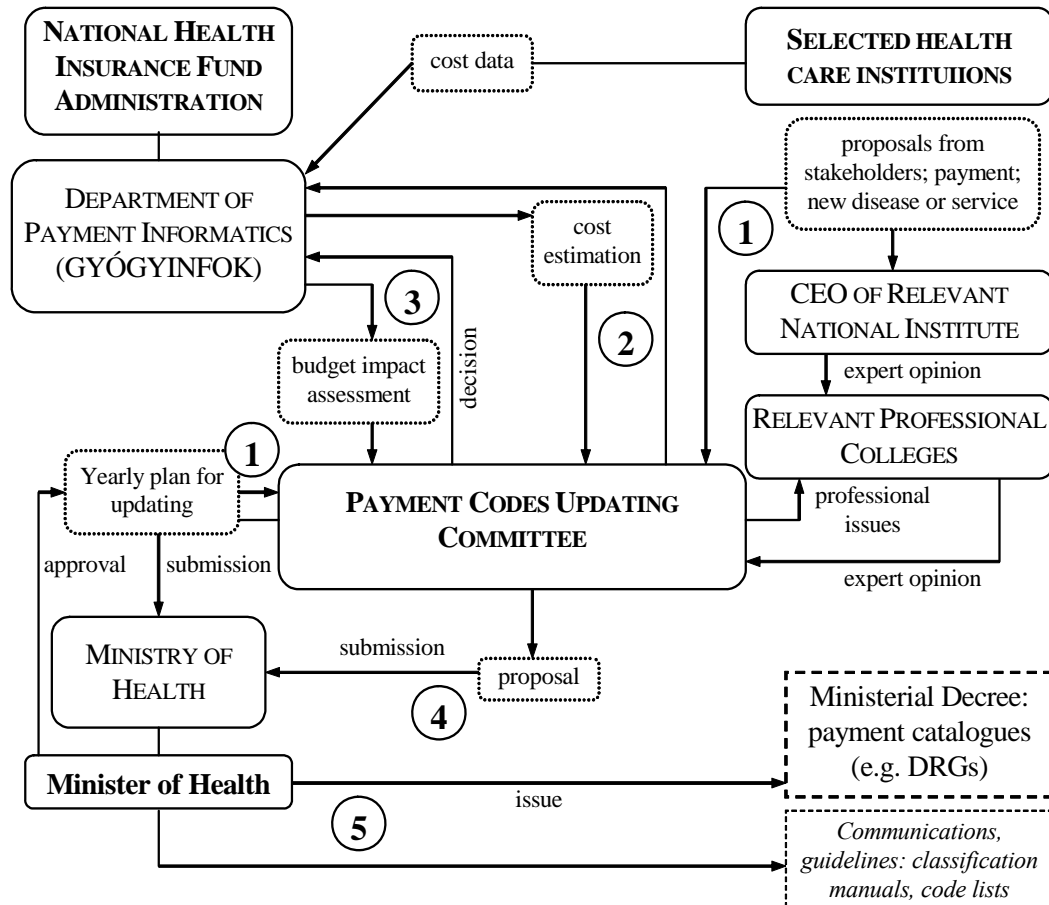 NATIONAL HEALTH
INSURANCE FUND
ADMINISTRATION
cost data
SELECTED HEALTH
CARE INSTITUIIONS
proposals from
stakeholders; payment;
new disease or service
DEPARTMENT OF
PAYMENT INFORMATICS
(GYÓGYINFOK)
cost
estimation
1
CEO OF RELEVANT
NATIONAL INSTITUTE
3
2
decision
budget impact
assessment
expert opinion
RELEVANT PROFESSIONAL
COLLEGES
1
Yearly plan for
updating
PAYMENT CODES UPDATING
COMMITTEE
professional
issues
approval
submission
expert opinion
MINISTRY OF
HEALTH
submission
proposal
4
Ministerial Decree:
payment catalogues
(e.g. DRGs)
Minister of Health
issue
5
Communications,
guidelines: classification
manuals, code lists